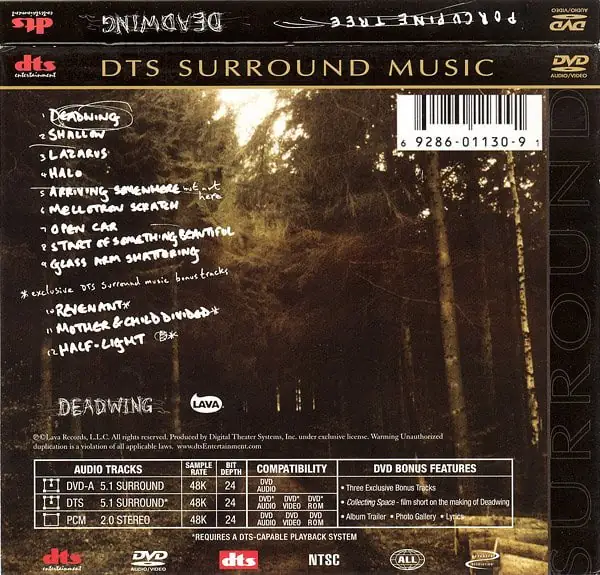 dts entertainment
DEADWING
PORCUPINE TREE
DVD AUDIO/VIDEO
dts entertainment
DTS SURROUND MUSIC
DVD AUDIO/VIDEO
1 DEADWING
2 SHALLOW
3 LAZARUS
4 HALO
5 ARRIVING SOMEWHERE but not here
6 MELLOTRON SCRATCH
7 OPEN CAR
8 START OF SOMETHING BEAUTIFUL
9 GLASS ARM SHATTERING
*exclusive DTS Surround music bonus tracks
10 REVENANT*
11 MOTHER & CHILD DIVIDED*
12 HALF-LIGHT *
6 9286-01130-9 1
SURROUND
DEADWING
LAVA
℗©Lava Records, L.L.C. All rights reserved. Produced by Digital Theater Systems, Inc. under exclusive license. Warning Unauthorized
duplication is a violation of all applicable laws. www.dtsEntertainment.com
AUDIO TRACKS SAMPLE RATE BIT DEPTH COMPATIBILITY DVD BONUS FEATURES
DVD-A 5.1 SURROUND 48K 24 DVD AUDIO
DTS 5.1 SURROUND* 48K 24 DVD* AUDIO DVD* VIDEO DVD* ROM
PCM 2.0 STEREO 48K 24 DVD AUDIO DVD VIDEO DVD ROM
• Three Exclusive Bonus Tracks
• Collecting Space - film short on the making of Deadwing
• Album Trailer • Photo Gallery • Lyrics
*REQUIRES A DTS-CAPABLE PLAYBACK SYSTEM
dts entertainment
DVD AUDIO/VIDEO
dts
NTSC
ALL